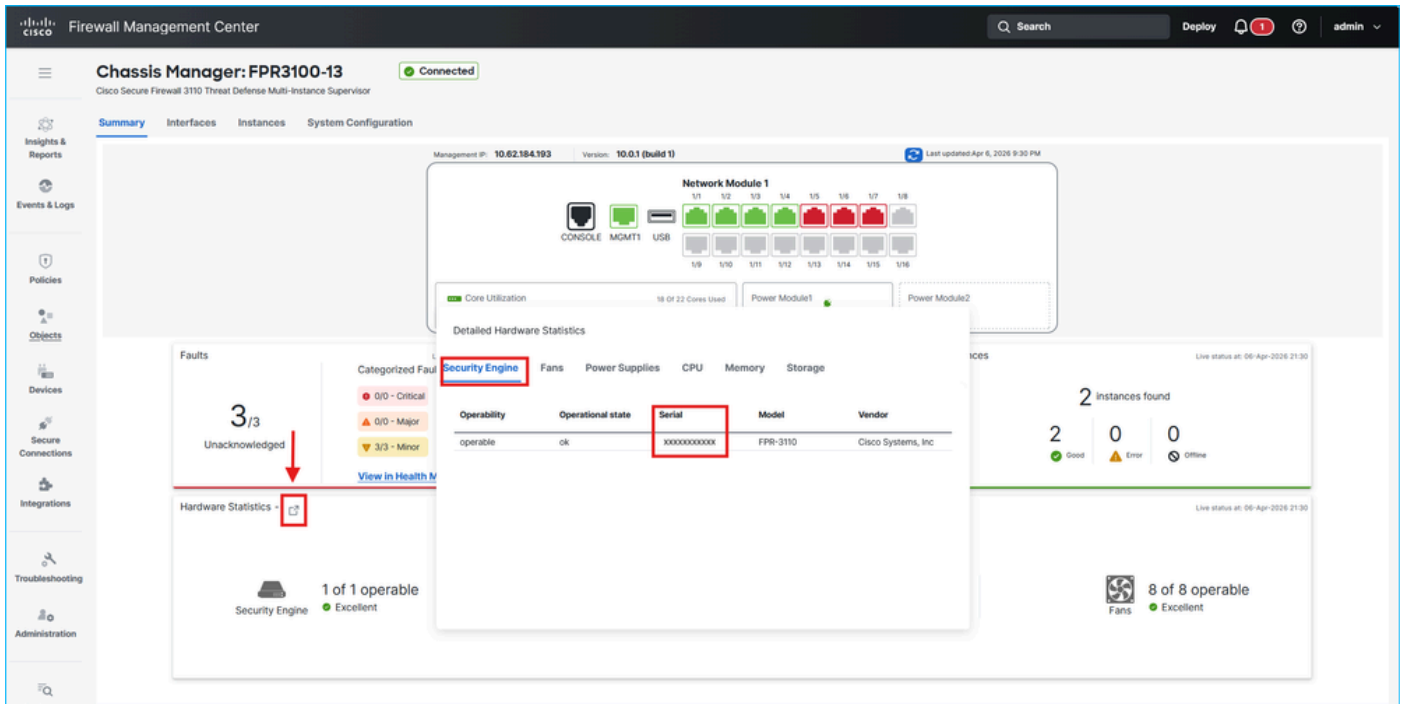 CISCO Firewall Management Center
Search
Deploy
1
admin
Chassis Manager: FPR3100-13
Connected
Cisco Secure Firewall 3110 Threat Defense Multi-Instance Supervisor
Summary Interfaces Instances System Configuration
Insights & Reports
Events & Logs
Policies
Objects
Devices
Secure Connections
Integrations
Troubleshooting
Administration
Management IP: 10.62.184.193 Version: 10.0.1 (build 1)
Last updated:Apr 6, 2026 9:30 PM
Network Module 1
1/1 1/2 1/3 1/4 1/5 1/6 1/7 1/8
CONSOLE MGMT1 USB
1/9 1/10 1/11 1/12 1/13 1/14 1/15 1/16
Core Utilization 18 Of 22 Cores Used
Power Module1
Power Module2
Faults
3/3
Unacknowledged
Categorized Faul
0/0 - Critical
0/0 - Major
3/3 - Minor
View in Health M
Detailed Hardware Statistics
Security Engine Fans Power Supplies CPU Memory Storage
Operability Operational state Serial Model Vendor
operable ok XXXXXXXXXXX FPR-3110 Cisco Systems, Inc
nces
Live status at: 06-Apr-2026 21:30
2 instances found
2 0 0
Good Error Offline
Hardware Statistics -
Live status at: 06-Apr-2026 21:30
Security Engine
1 of 1 operable
Excellent
Fans
8 of 8 operable
Excellent